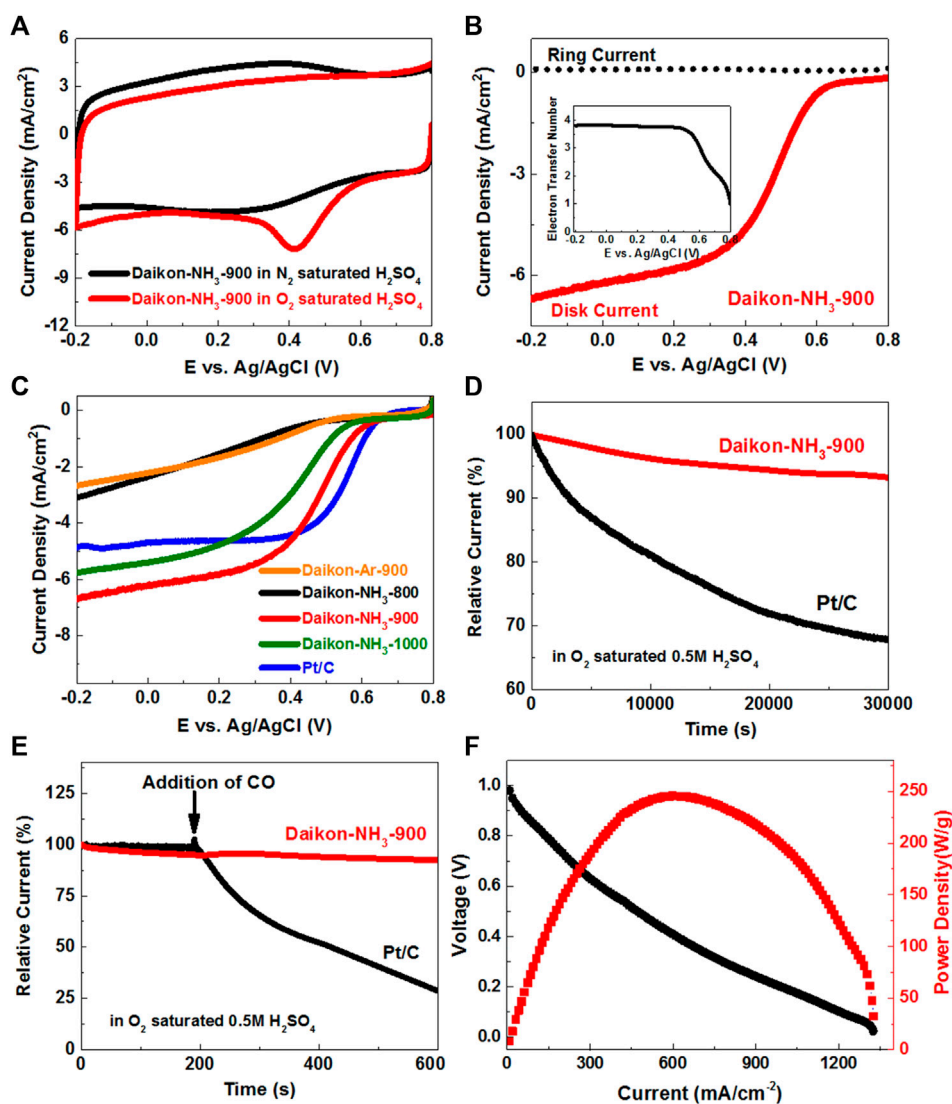 A
6
3
0
-3
-6
-9
-12
Current Density (mA/cm²)
Daikon-NH₃-900 in N₂ saturated H₂SO₄
Daikon-NH₃-900 in O₂ saturated H₂SO₄
-0.2 0.0 0.2 0.4 0.6 0.8
E vs. Ag/AgCl (V)
B
Ring Current
0
-3
-6
Current Density (mA/cm²)
4
3
2
1
Electron Transfer Number
-0.2 0.0 0.2 0.4 0.6 0.8
E vs. Ag/AgCl (V)
Disk Current
Daikon-NH₃-900
-0.2 0.0 0.2 0.4 0.6 0.8
E vs. Ag/AgCl (V)
C
0
-2
-4
-6
-8
Current Density (mA/cm²)
Daikon-Ar-900
Daikon-NH₃-800
Daikon-NH₃-900
Daikon-NH₃-1000
Pt/C
-0.2 0.0 0.2 0.4 0.6 0.8
E vs. Ag/AgCl (V)
D
100
90
80
70
60
Relative Current (%)
Daikon-NH₃-900
Pt/C
in O₂ saturated 0.5M H₂SO₄
0 10000 20000 30000
Time (s)
E
125
100
75
50
25
0
Relative Current (%)
Addition of CO
Daikon-NH₃-900
Pt/C
in O₂ saturated 0.5M H₂SO₄
0 200 400 600
Time (s)
F
1.0
0.8
0.6
0.4
0.2
0.0
Voltage (V)
250
200
150
100
50
0
Power Density(W/g)
0 300 600 900 1200
Current (mA/cm⁻²)